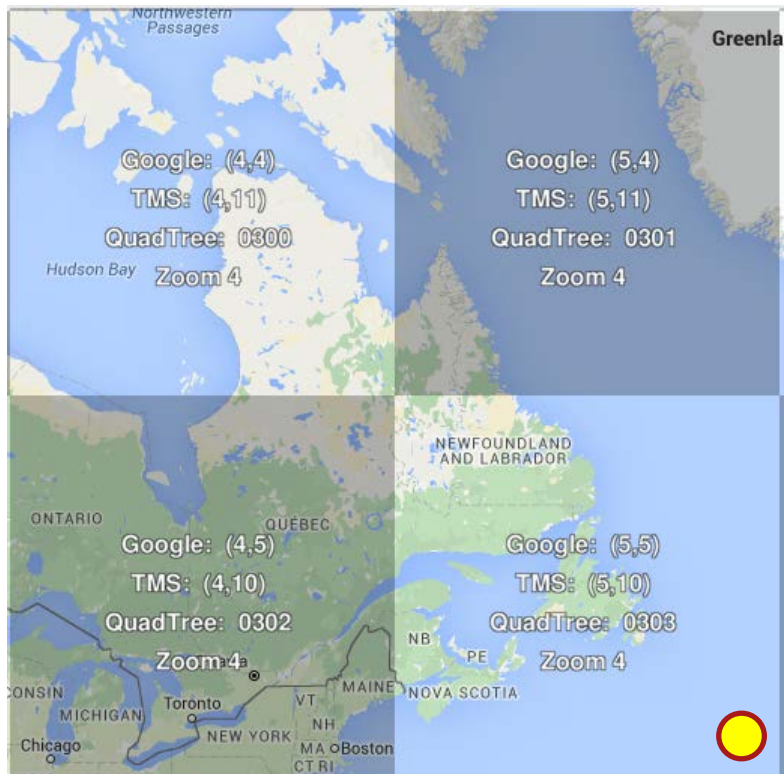 Northwestern
Passages
Greenla
Google: (4,4)
TMS: (4,11)
QuadTree: 0300
Zoom 4
Hudson Bay
Google: (5,4)
TMS: (5,11)
QuadTree: 0301
Zoom 4
ONTARIO
QUÉBEC
Google: (4,5)
TMS: (4,10)
QuadTree: 0302
Zoom 4
Toronto
MICHIGAN
CONSIN
Chicago
NEW YORK
VT
NH
MAINE
MA
Boston
CT RI
NEWFOUNDLAND
AND LABRADOR
Google: (5,5)
TMS: (5,10)
QuadTree: 0303
Zoom 4
NB
PE
NOVA SCOTIA